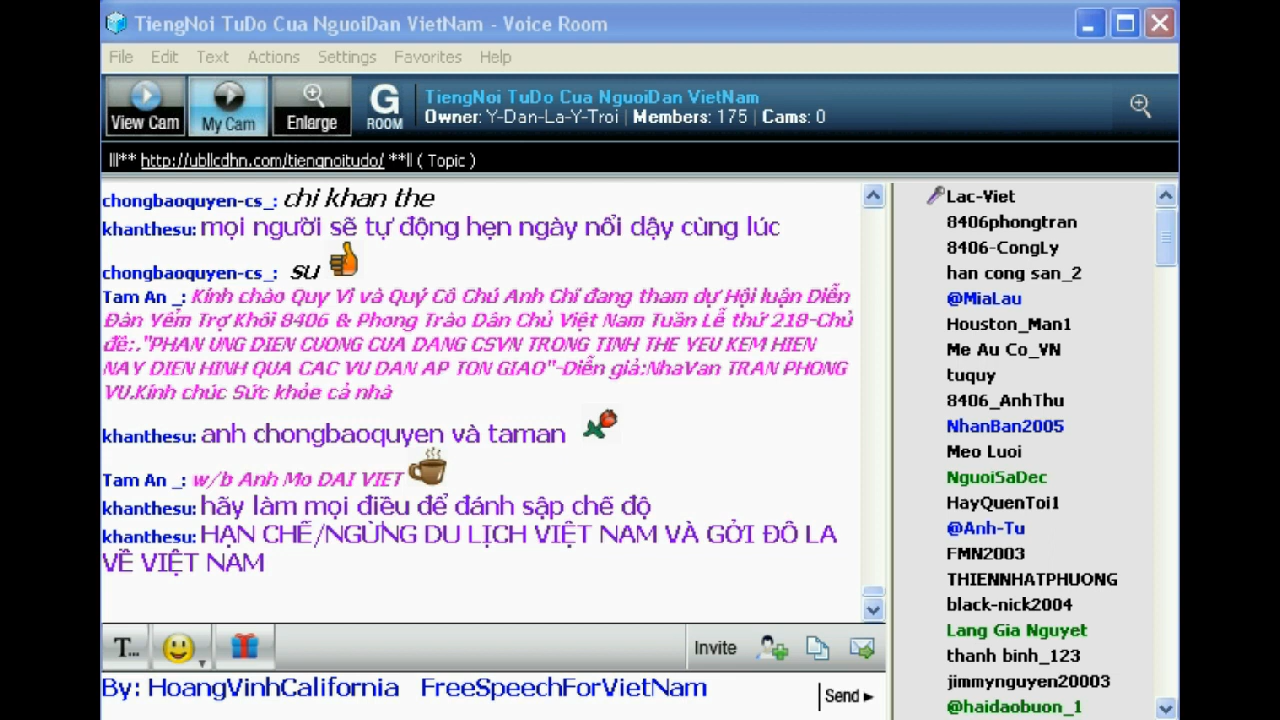 TiengNoi TuDo Cua NguoiDan VietNam - Voice Room
File Edit Text Actions Settings Favorites Help
View Cam My Cam Enlarge G ROOM
TiengNoi TuDo Cua NguoiDan VietNam
Owner: Y-Dan-La-Y-Troi | Members: 175 | Cams: 0
lll** http://ubllcdhn.com/tiengnoitudo/ **ll ( Topic )
chongbaoquyen-cs_: chi khan the
khanthesu: mọi người sẽ tự động hẹn ngày nổi dậy cùng lúc
chongbaoquyen-cs_: su
Tam An _: Kính chào Quy Vi và Quý Cô Chú Anh Chi đang tham dự Hội luận Diễn
Đàn Yểm Trợ Khối 8406 & Phong Trào Dân Chủ Việt Nam Tuần Lễ thứ 218-Chủ
đề:."PHAN UNG DIEN CUONG CUA DANG CSVN TRONG TINH THE YEU KEM HIEN
NAY DIEN HINH QUA CAC VU DAN AP TON GIAO"-Diễn giả:NhaVan TRAN PHONG
VU.Kính chúc Sức khỏe cả nhà
khanthesu: anh chongbaoquyen và taman
Tam An _: w/b Anh Mo DAI VIET
khanthesu: hãy làm mọi điều để đánh sập chế độ
khanthesu: HẠN CHẾ/NGỪNG DU LỊCH VIỆT NAM VÀ GỞI ĐÔ LA
VỀ VIỆT NAM
T... Invite
By: HoangVinhCalifornia FreeSpeechForVietNam
Send
Lac-Viet
8406phongtran
8406-CongLy
han cong san_2
@MiaLau
Houston_Man1
Me Au Co_VN
tuquy
8406_AnhThu
NhanBan2005
Meo Luoi
NguoiSaDec
HayQuenToi1
@Anh-Tu
FMN2003
THIENNHATPHUONG
black-nick2004
Lang Gia Nguyet
thanh binh_123
jimmynguyen20003
@haidaobuon_1